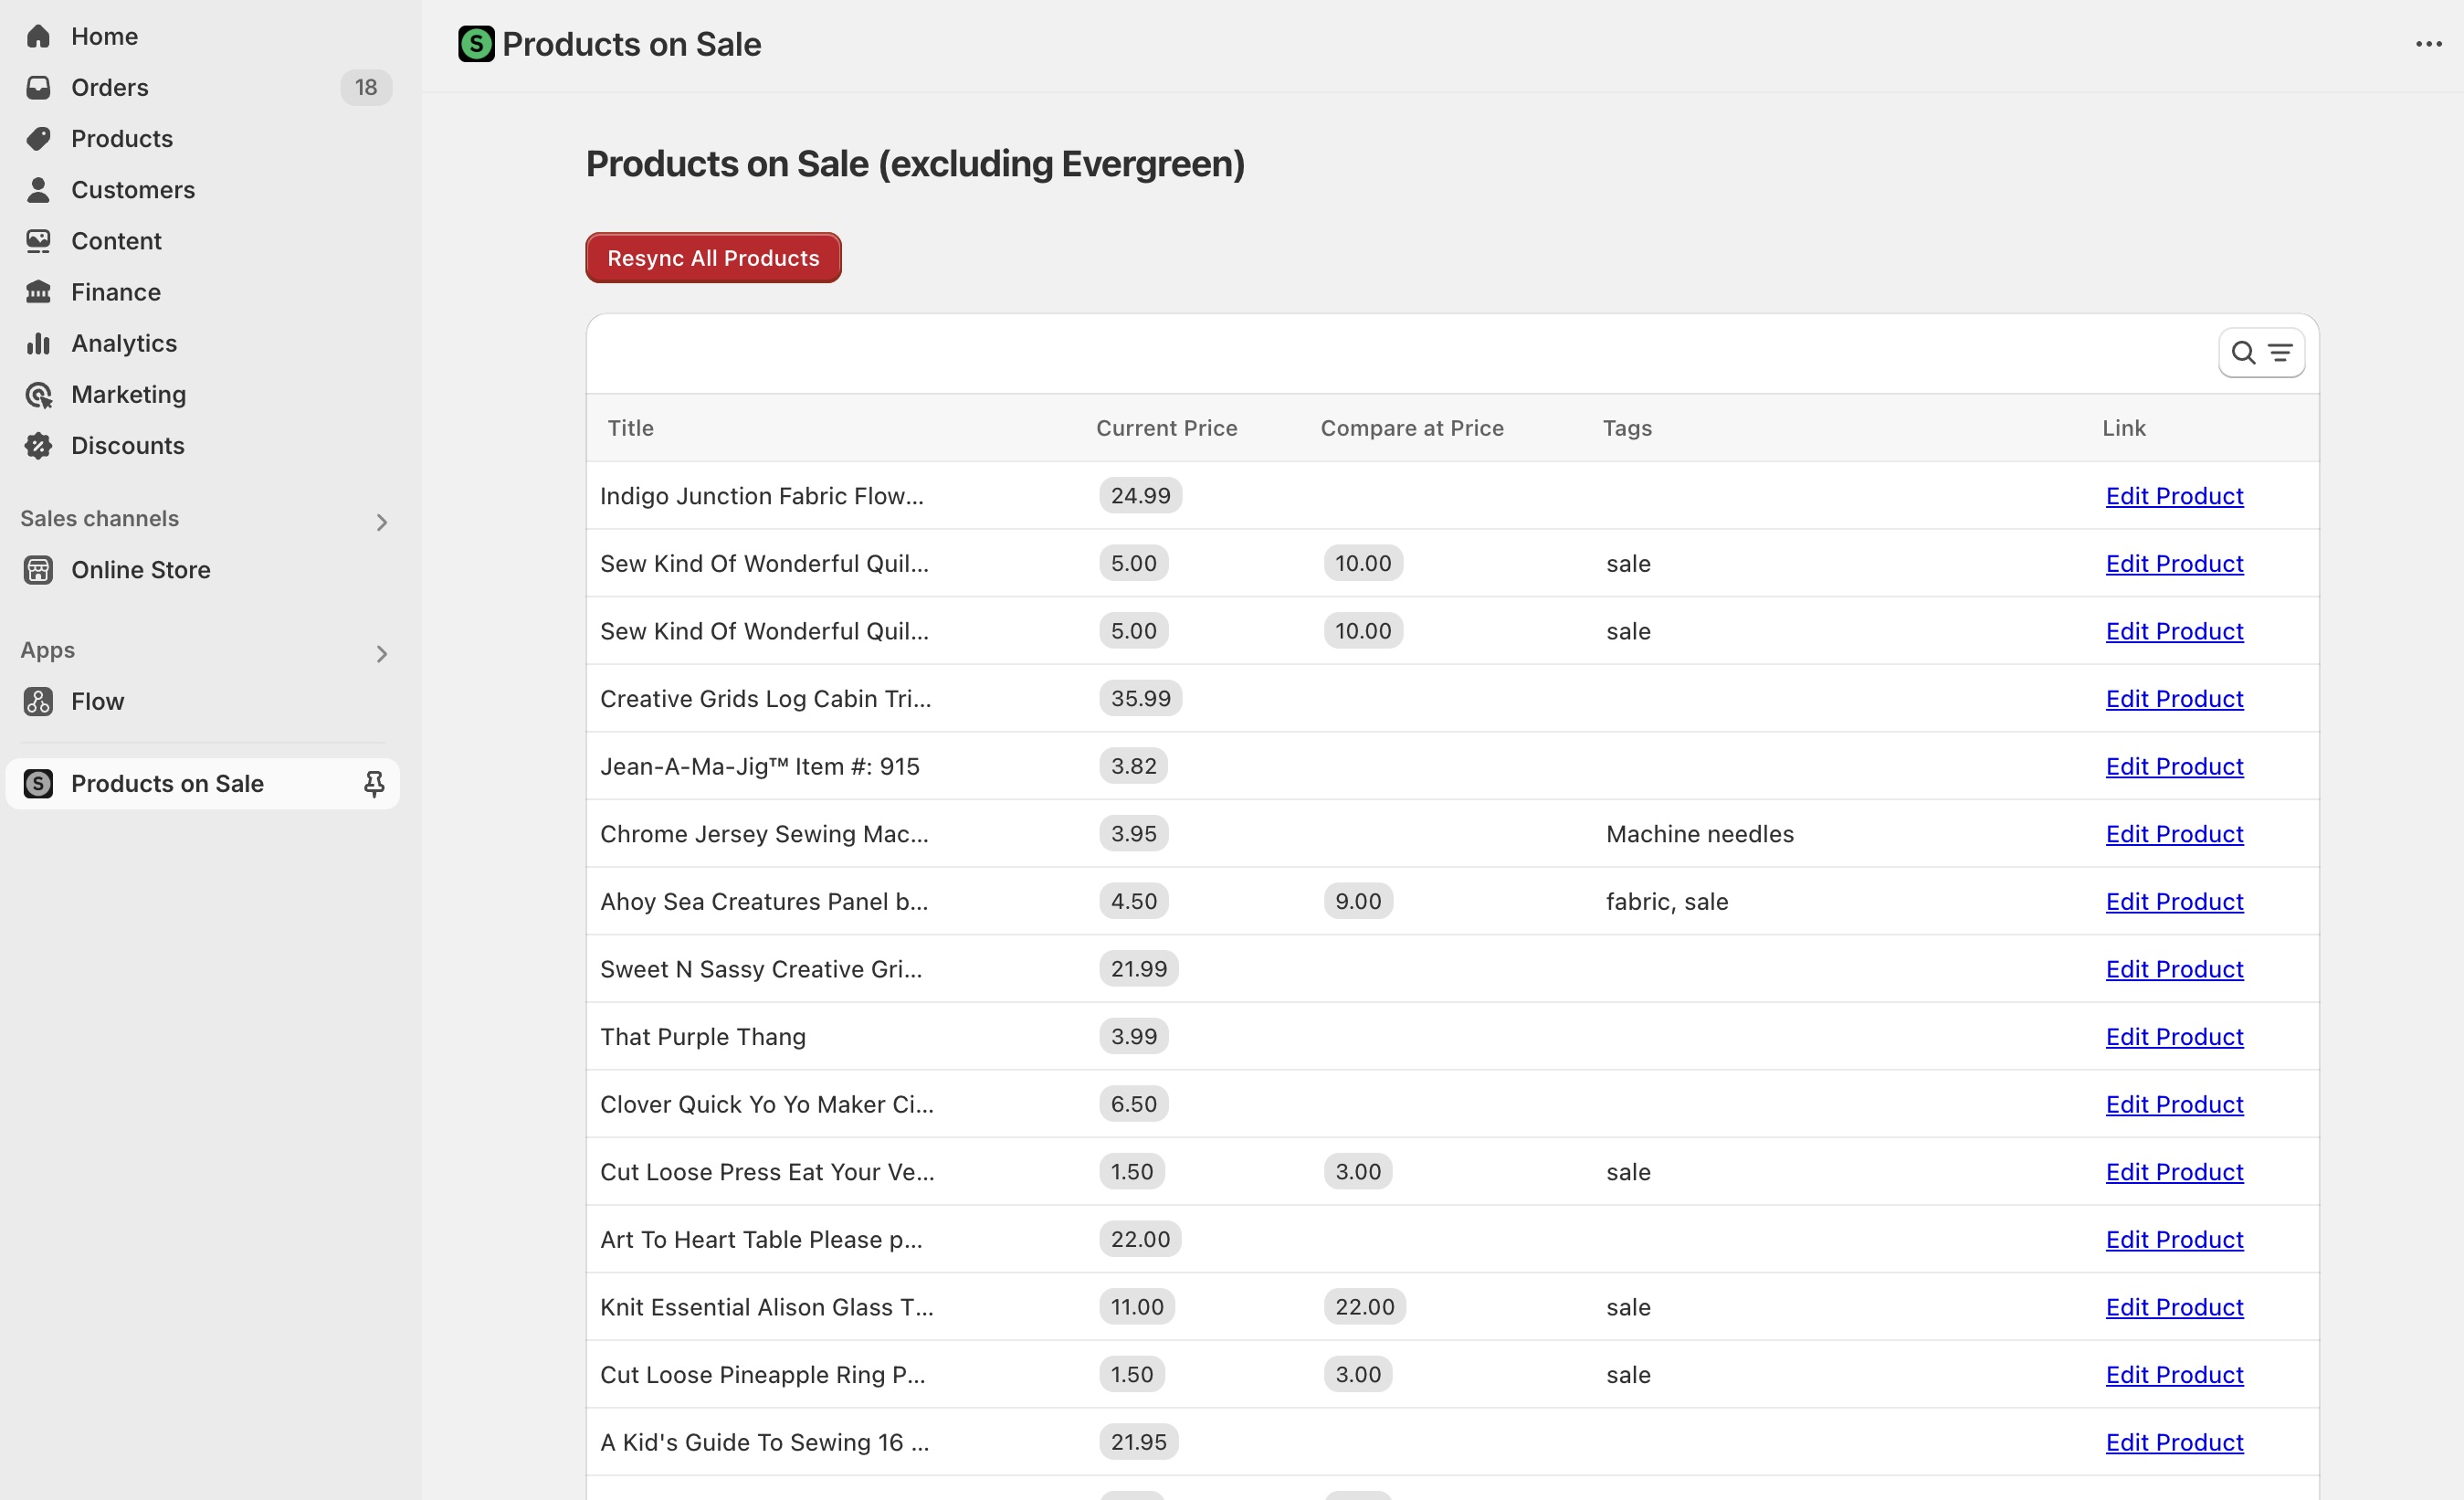 Home
Orders 18
Products
Customers
Content
Finance
Analytics
Marketing
Discounts
Sales channels
Online Store
Apps
Flow
S Products on Sale
S Products on Sale
Products on Sale (excluding Evergreen)
Resync All Products
Title Current Price Compare at Price Tags Link
Indigo Junction Fabric Flow... 24.99 Edit Product
Sew Kind Of Wonderful Quil... 5.00 10.00 sale Edit Product
Sew Kind Of Wonderful Quil... 5.00 10.00 sale Edit Product
Creative Grids Log Cabin Tri... 35.99 Edit Product
Jean-A-Ma-Jig™ Item #: 915 3.82 Edit Product
Chrome Jersey Sewing Mac... 3.95 Machine needles Edit Product
Ahoy Sea Creatures Panel b... 4.50 9.00 fabric, sale Edit Product
Sweet N Sassy Creative Gri... 21.99 Edit Product
That Purple Thang 3.99 Edit Product
Clover Quick Yo Yo Maker Ci... 6.50 Edit Product
Cut Loose Press Eat Your Ve... 1.50 3.00 sale Edit Product
Art To Heart Table Please p... 22.00 Edit Product
Knit Essential Alison Glass T... 11.00 22.00 sale Edit Product
Cut Loose Pineapple Ring P... 1.50 3.00 sale Edit Product
A Kid's Guide To Sewing 16 ... 21.95 Edit Product